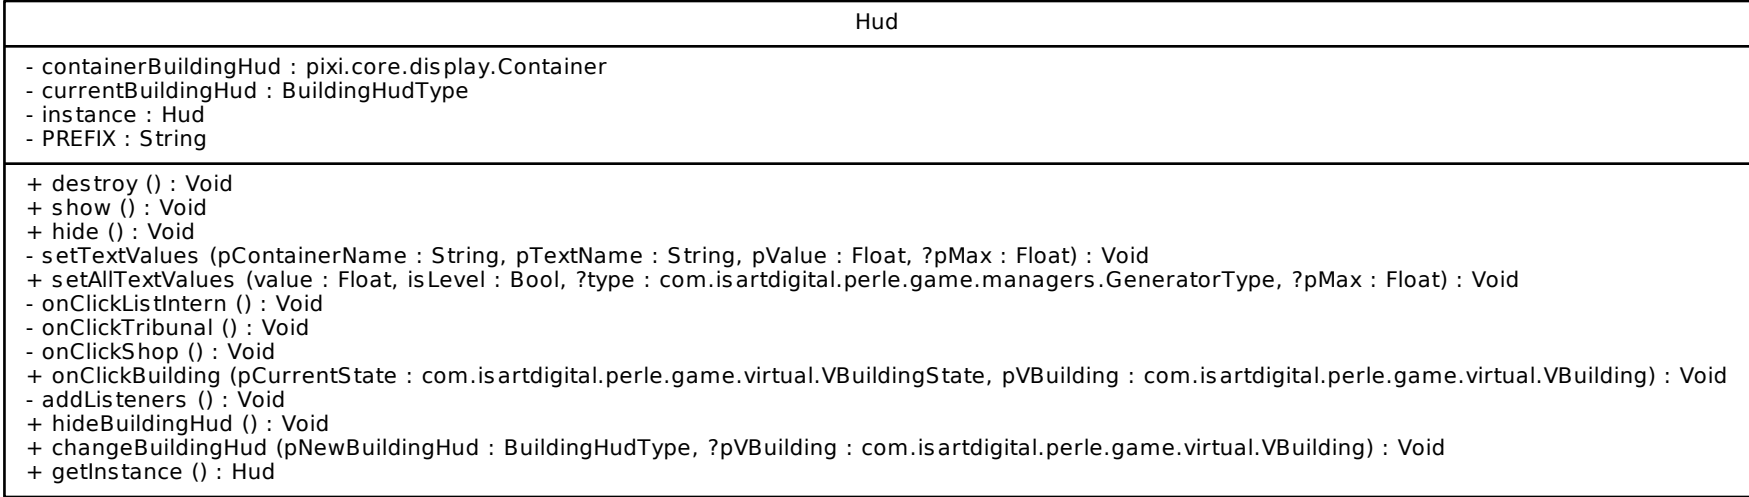 Hud
- containerBuildingHud : pixi.core.display.Container
- currentBuildingHud : BuildingHudType
- instance : Hud
- PREFIX : String
+ destroy () : Void
+ show () : Void
+ hide () : Void
- setTextValues (pContainerName : String, pTextName : String, pValue : Float, ?pMax : Float) : Void
+ setAllTextValues (value : Float, isLevel : Bool, ?type : com.isartdigital.perle.game.managers.GeneratorType, ?pMax : Float) : Void
- onClickListIntern () : Void
- onClickTribunal () : Void
- onClickShop () : Void
+ onClickBuilding (pCurrentState : com.isartdigital.perle.game.virtual.VBuildingState, pVBuilding : com.isartdigital.perle.game.virtual.VBuilding) : Void
- addListeners () : Void
+ hideBuildingHud () : Void
+ changeBuildingHud (pNewBuildingHud : BuildingHudType, ?pVBuilding : com.isartdigital.perle.game.virtual.VBuilding) : Void
+ getInstance () : Hud